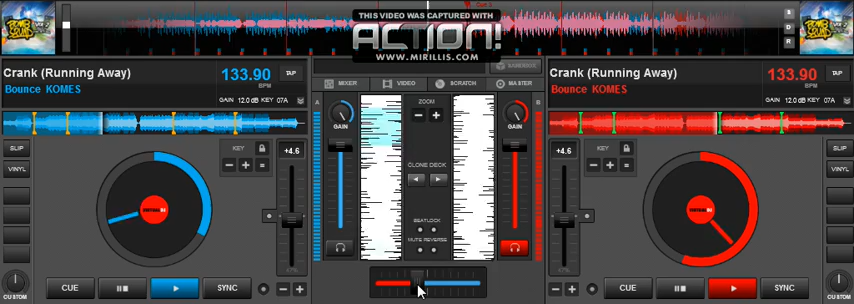 THIS VIDEO WAS CAPTURED WITH
ACTION!
WWW.MIRILLIS.COM
Crank (Running Away)
Bounce KOMES
133.90
BPM
TAP
GAIN 12.0 dB KEY 07A
MIXER
VIDEO
SCRATCH
MASTER
Crank (Running Away)
Bounce KOMES
133.90
BPM
TAP
GAIN 12.0 dB KEY 07A
SLIP
VINYL
KEY
+4.6
A
GAIN
ZOOM
CLONE DECK
BEATLOCK
MUTE REVERSE
GAIN
B
+4.6
KEY
SLIP
VINYL
CUSTOM
CUE
SYNC
CUE
SYNC
CUSTOM